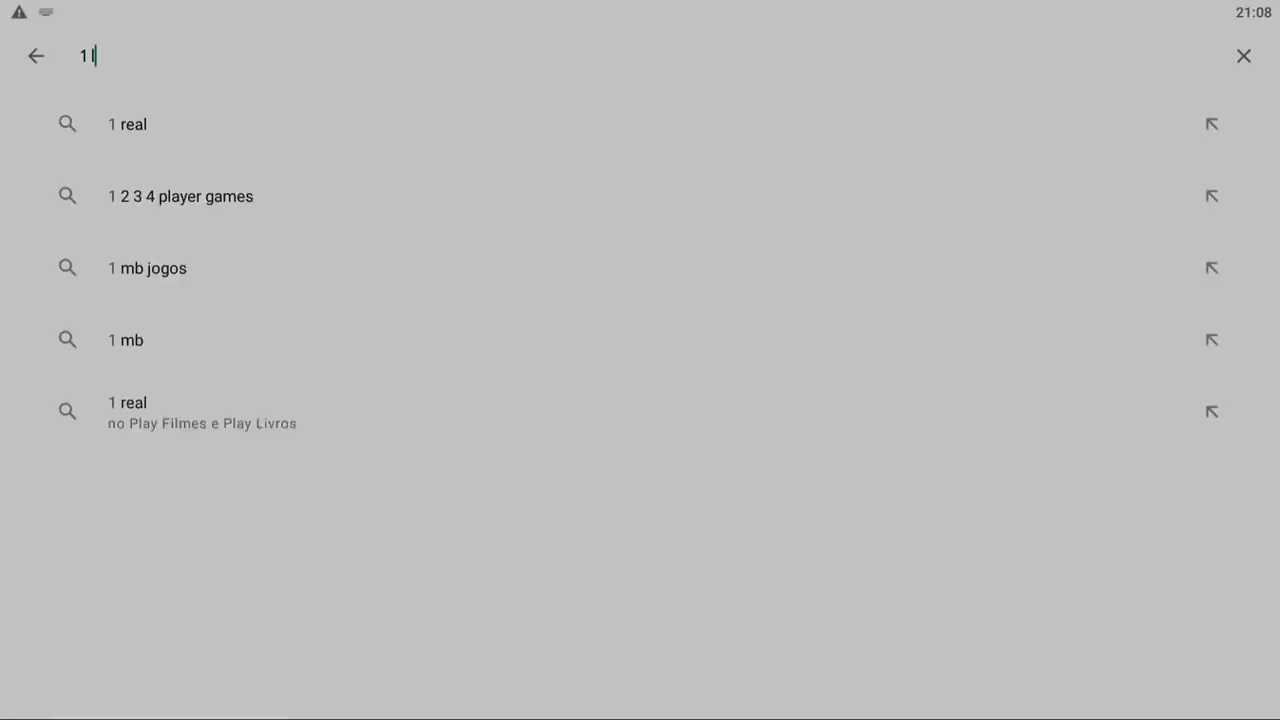 21:08
1 l
1 real
1 2 3 4 player games
1 mb jogos
1 mb
1 real
no Play Filmes e Play Livros